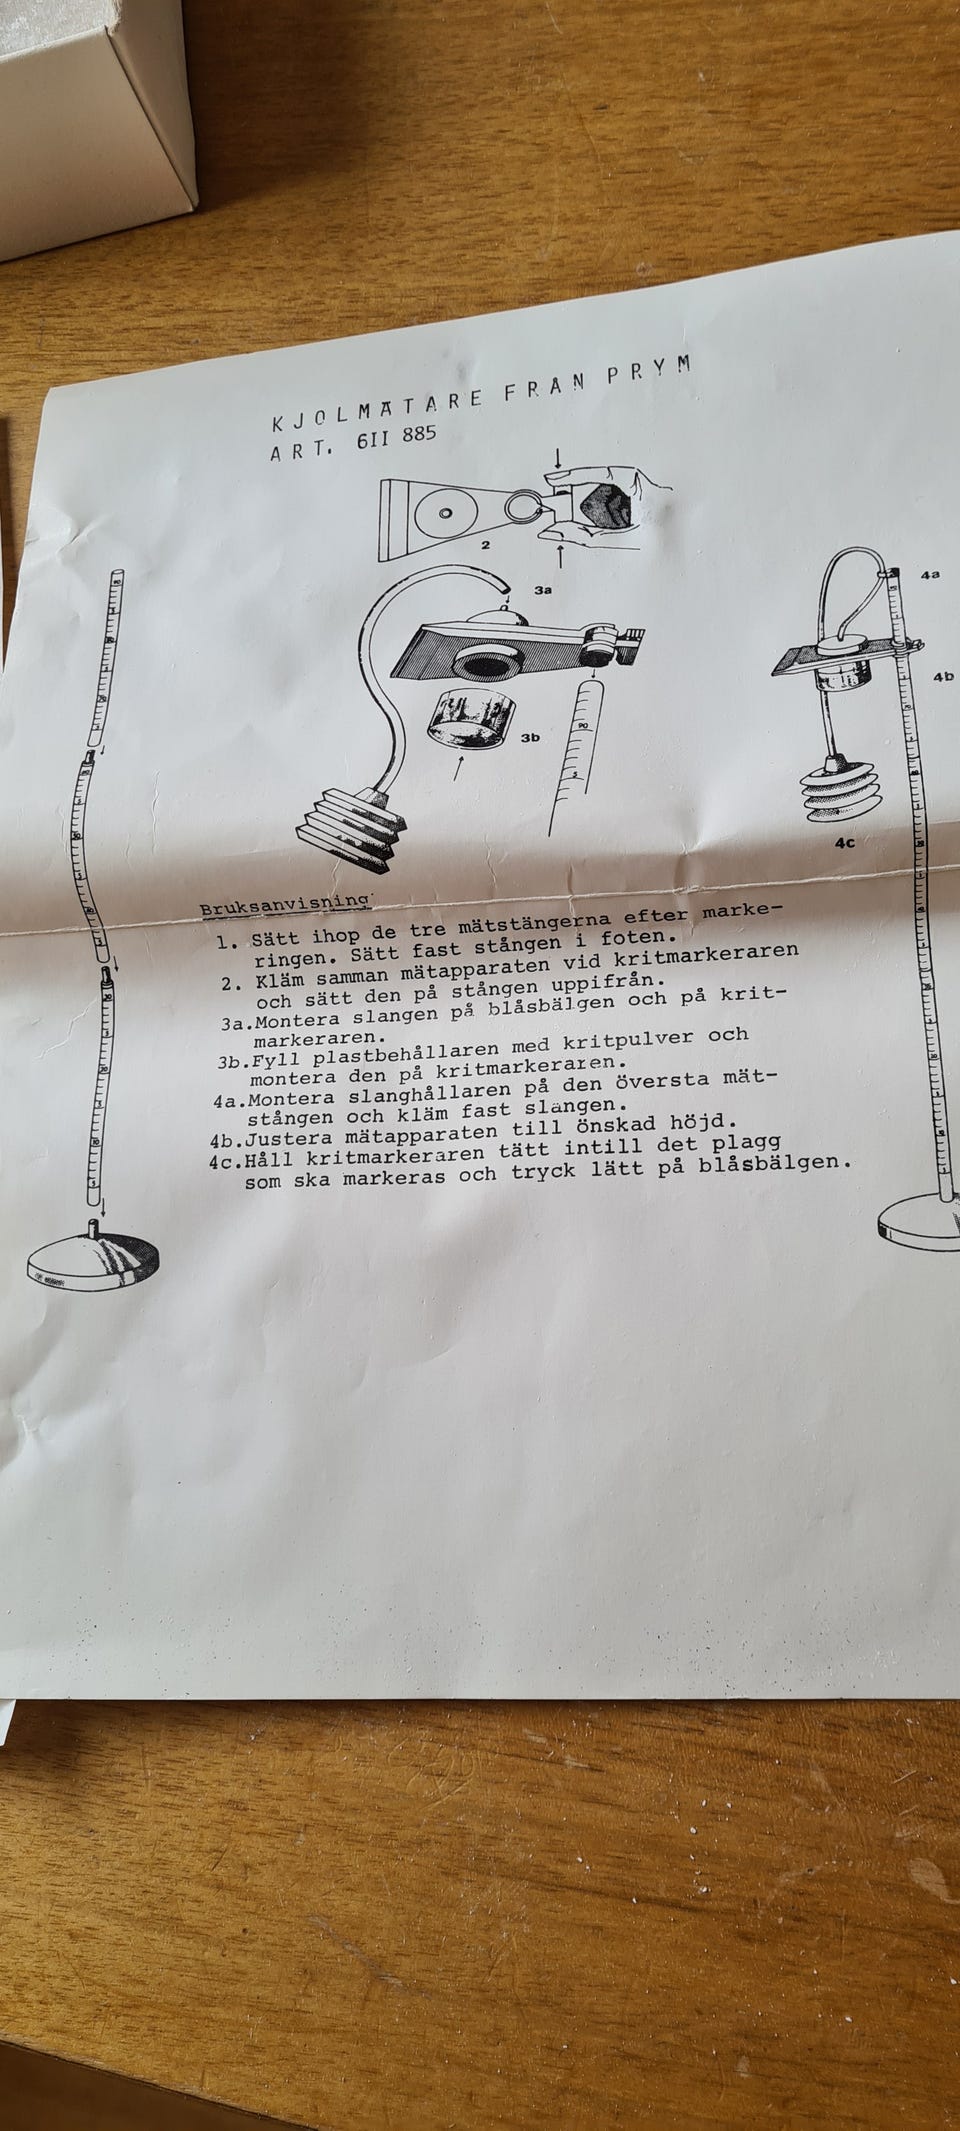 KJOLMÄTARE FRÅN PRYM
ART. 6II 885
2
3a
4a
4b
3b
4c
Bruksanvisning
1. Sätt ihop de tre mätstängerna efter marke-
ringen. Sätt fast stången i foten.
2. Kläm samman mätapparaten vid kritmarkeraren
och sätt den på stången uppifrån.
3a.Montera slangen på blåsbälgen och på krit-
markeraren.
3b.Fyll plastbehållaren med kritpulver och
montera den på kritmarkeraren.
4a.Montera slanghållaren på den översta mät-
stången och kläm fast slangen.
4b.Justera mätapparaten till önskad höjd.
4c.Håll kritmarkeraren tätt intill det plagg
som ska markeras och tryck lätt på blåsbälgen.